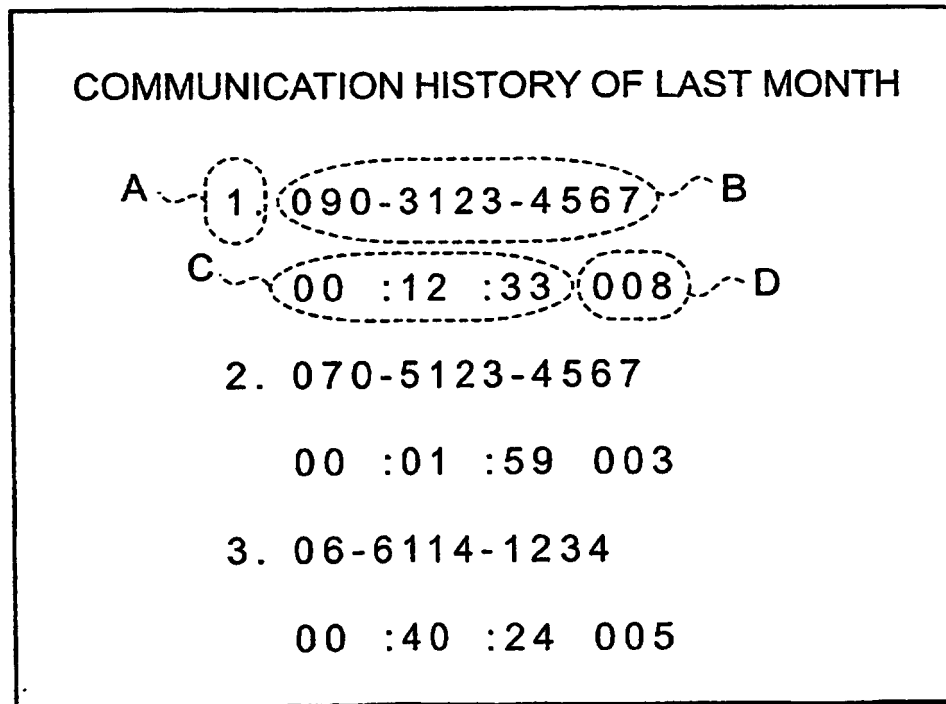 COMMUNICATION HISTORY OF LAST MONTH
A 1. 090-3123-4567 B
C 00 :12 :33 008 D
2. 070-5123-4567
00 :01 :59 003
3. 06-6114-1234
00 :40 :24 005